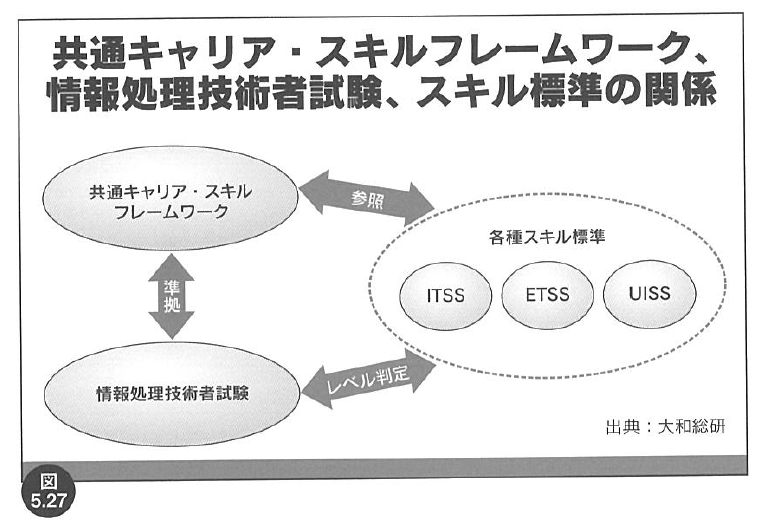 共通キャリア・スキルフレームワーク、
情報処理技術者試験、スキル標準の関係
共通キャリア・スキル
フレームワーク
参照
各種スキル標準
ITSS
ETSS
UISS
準拠
情報処理技術者試験
レベル判定
出典：大和総研
図
5.27